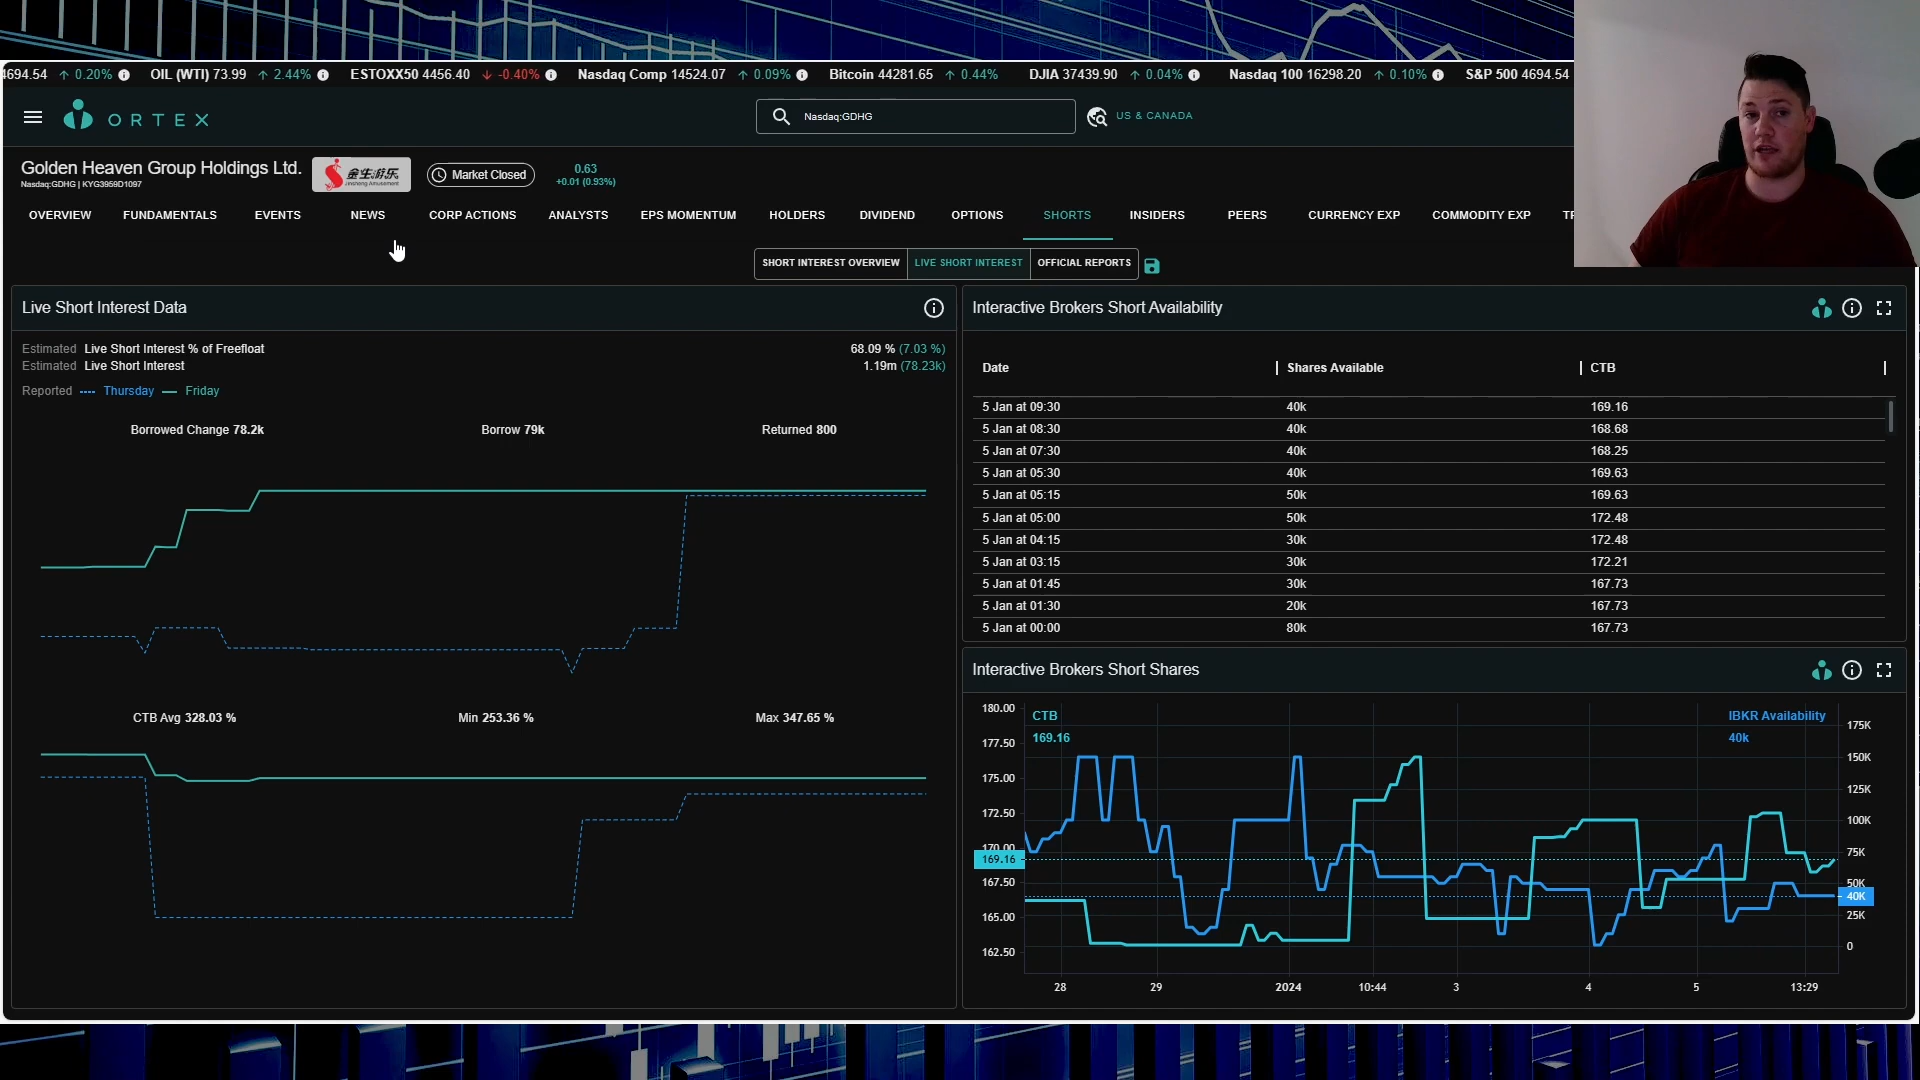 4694.54 ↑ 0.20% OIL (WTI) 73.99 ↑ 2.44% ESTOXX50 4456.40 ↓ -0.40% Nasdaq Comp 14524.07 ↑ 0.09% Bitcoin 44281.65 ↑ 0.44% DJIA 37439.90 ↑ 0.04% Nasdaq 100 16298.20 ↑ 0.10% S&P 500 4694.54
ORTEX
Nasdaq:GDHG
US & CANADA
Golden Heaven Group Holdings Ltd.
Nasdaq:GDHG | KYG3959D1097
金生游乐
Jinsheng Amusement
Market Closed
0.63
+0.01 (0.93%)
OVERVIEW FUNDAMENTALS EVENTS NEWS CORP ACTIONS ANALYSTS EPS MOMENTUM HOLDERS DIVIDEND OPTIONS SHORTS INSIDERS PEERS CURRENCY EXP COMMODITY EXP TF
SHORT INTEREST OVERVIEW LIVE SHORT INTEREST OFFICIAL REPORTS
Live Short Interest Data
Estimated Live Short Interest % of Freefloat 68.09 % (7.03 %)
Estimated Live Short Interest 1.19m (78.23k)
Reported Thursday Friday
Borrowed Change 78.2k Borrow 79k Returned 800
CTB Avg 328.03 % Min 253.36 % Max 347.65 %
Interactive Brokers Short Availability
Date Shares Available CTB
5 Jan at 09:30 40k 169.16
5 Jan at 08:30 40k 168.68
5 Jan at 07:30 40k 168.25
5 Jan at 05:30 40k 169.63
5 Jan at 05:15 50k 169.63
5 Jan at 05:00 50k 172.48
5 Jan at 04:15 30k 172.48
5 Jan at 03:15 30k 172.21
5 Jan at 01:45 30k 167.73
5 Jan at 01:30 20k 167.73
5 Jan at 00:00 80k 167.73
Interactive Brokers Short Shares
CTB
169.16
IBKR Availability
40k
180.00
177.50
175.00
172.50
170.00
169.16
167.50
165.00
162.50
175K
150K
125K
100K
75K
50K
40K
25K
0
28 29 2024 10:44 3 4 5 13:29